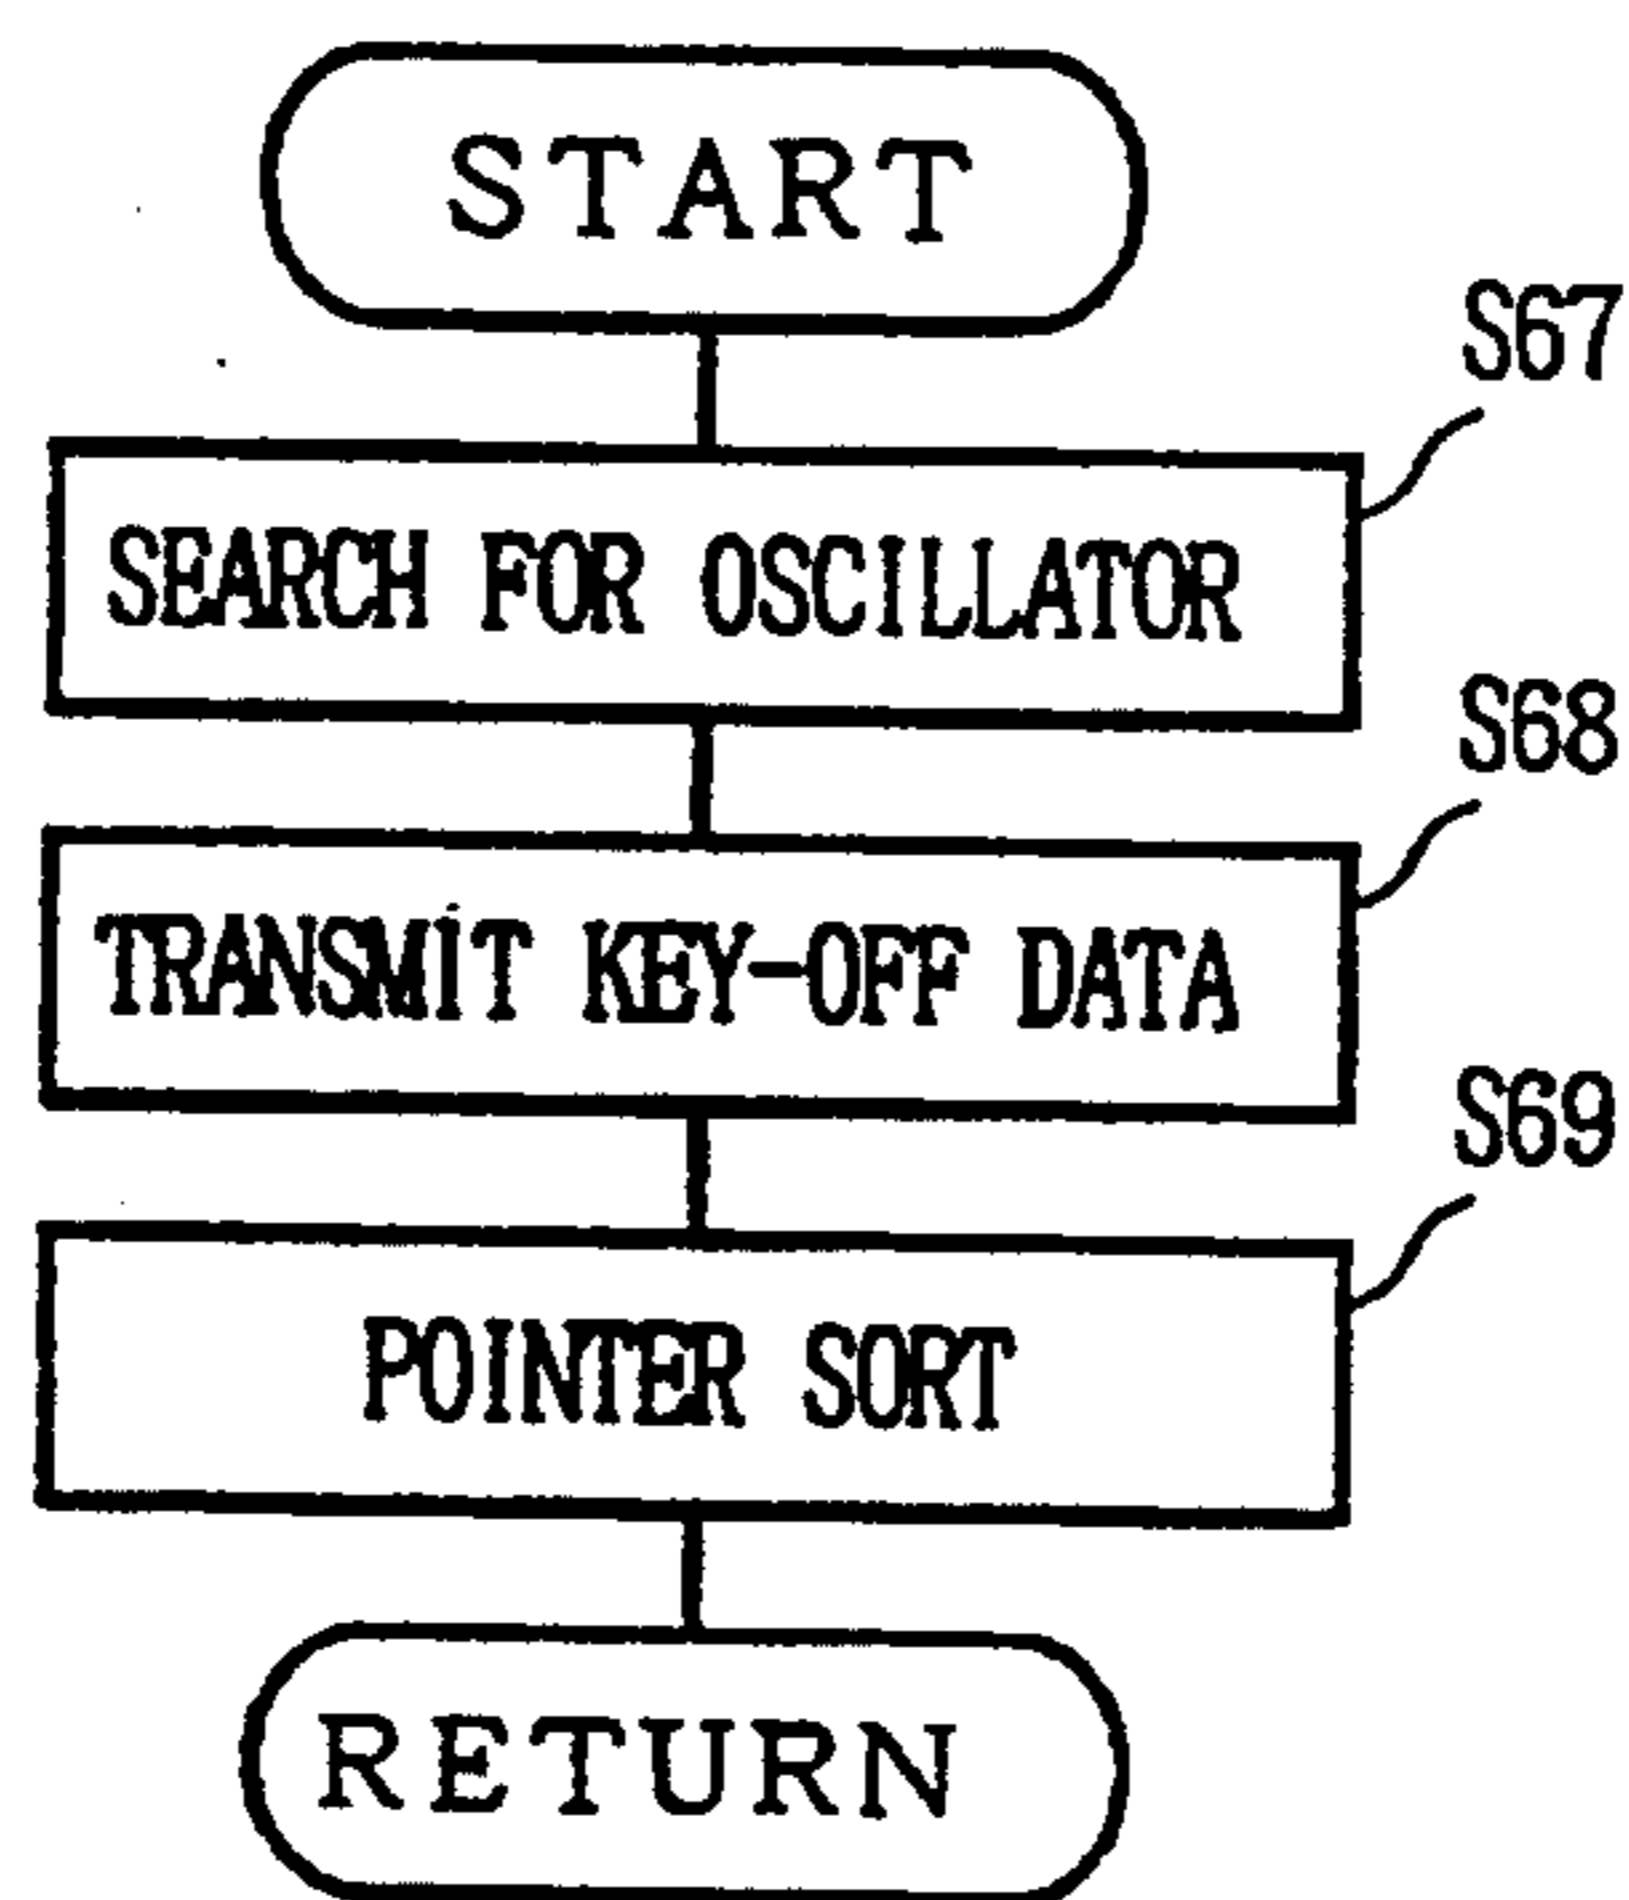 START
S67
SEARCH FOR OSCILLATOR
S68
TRANSMIT KEY-OFF DATA
S69
POINTER SORT
RETURN